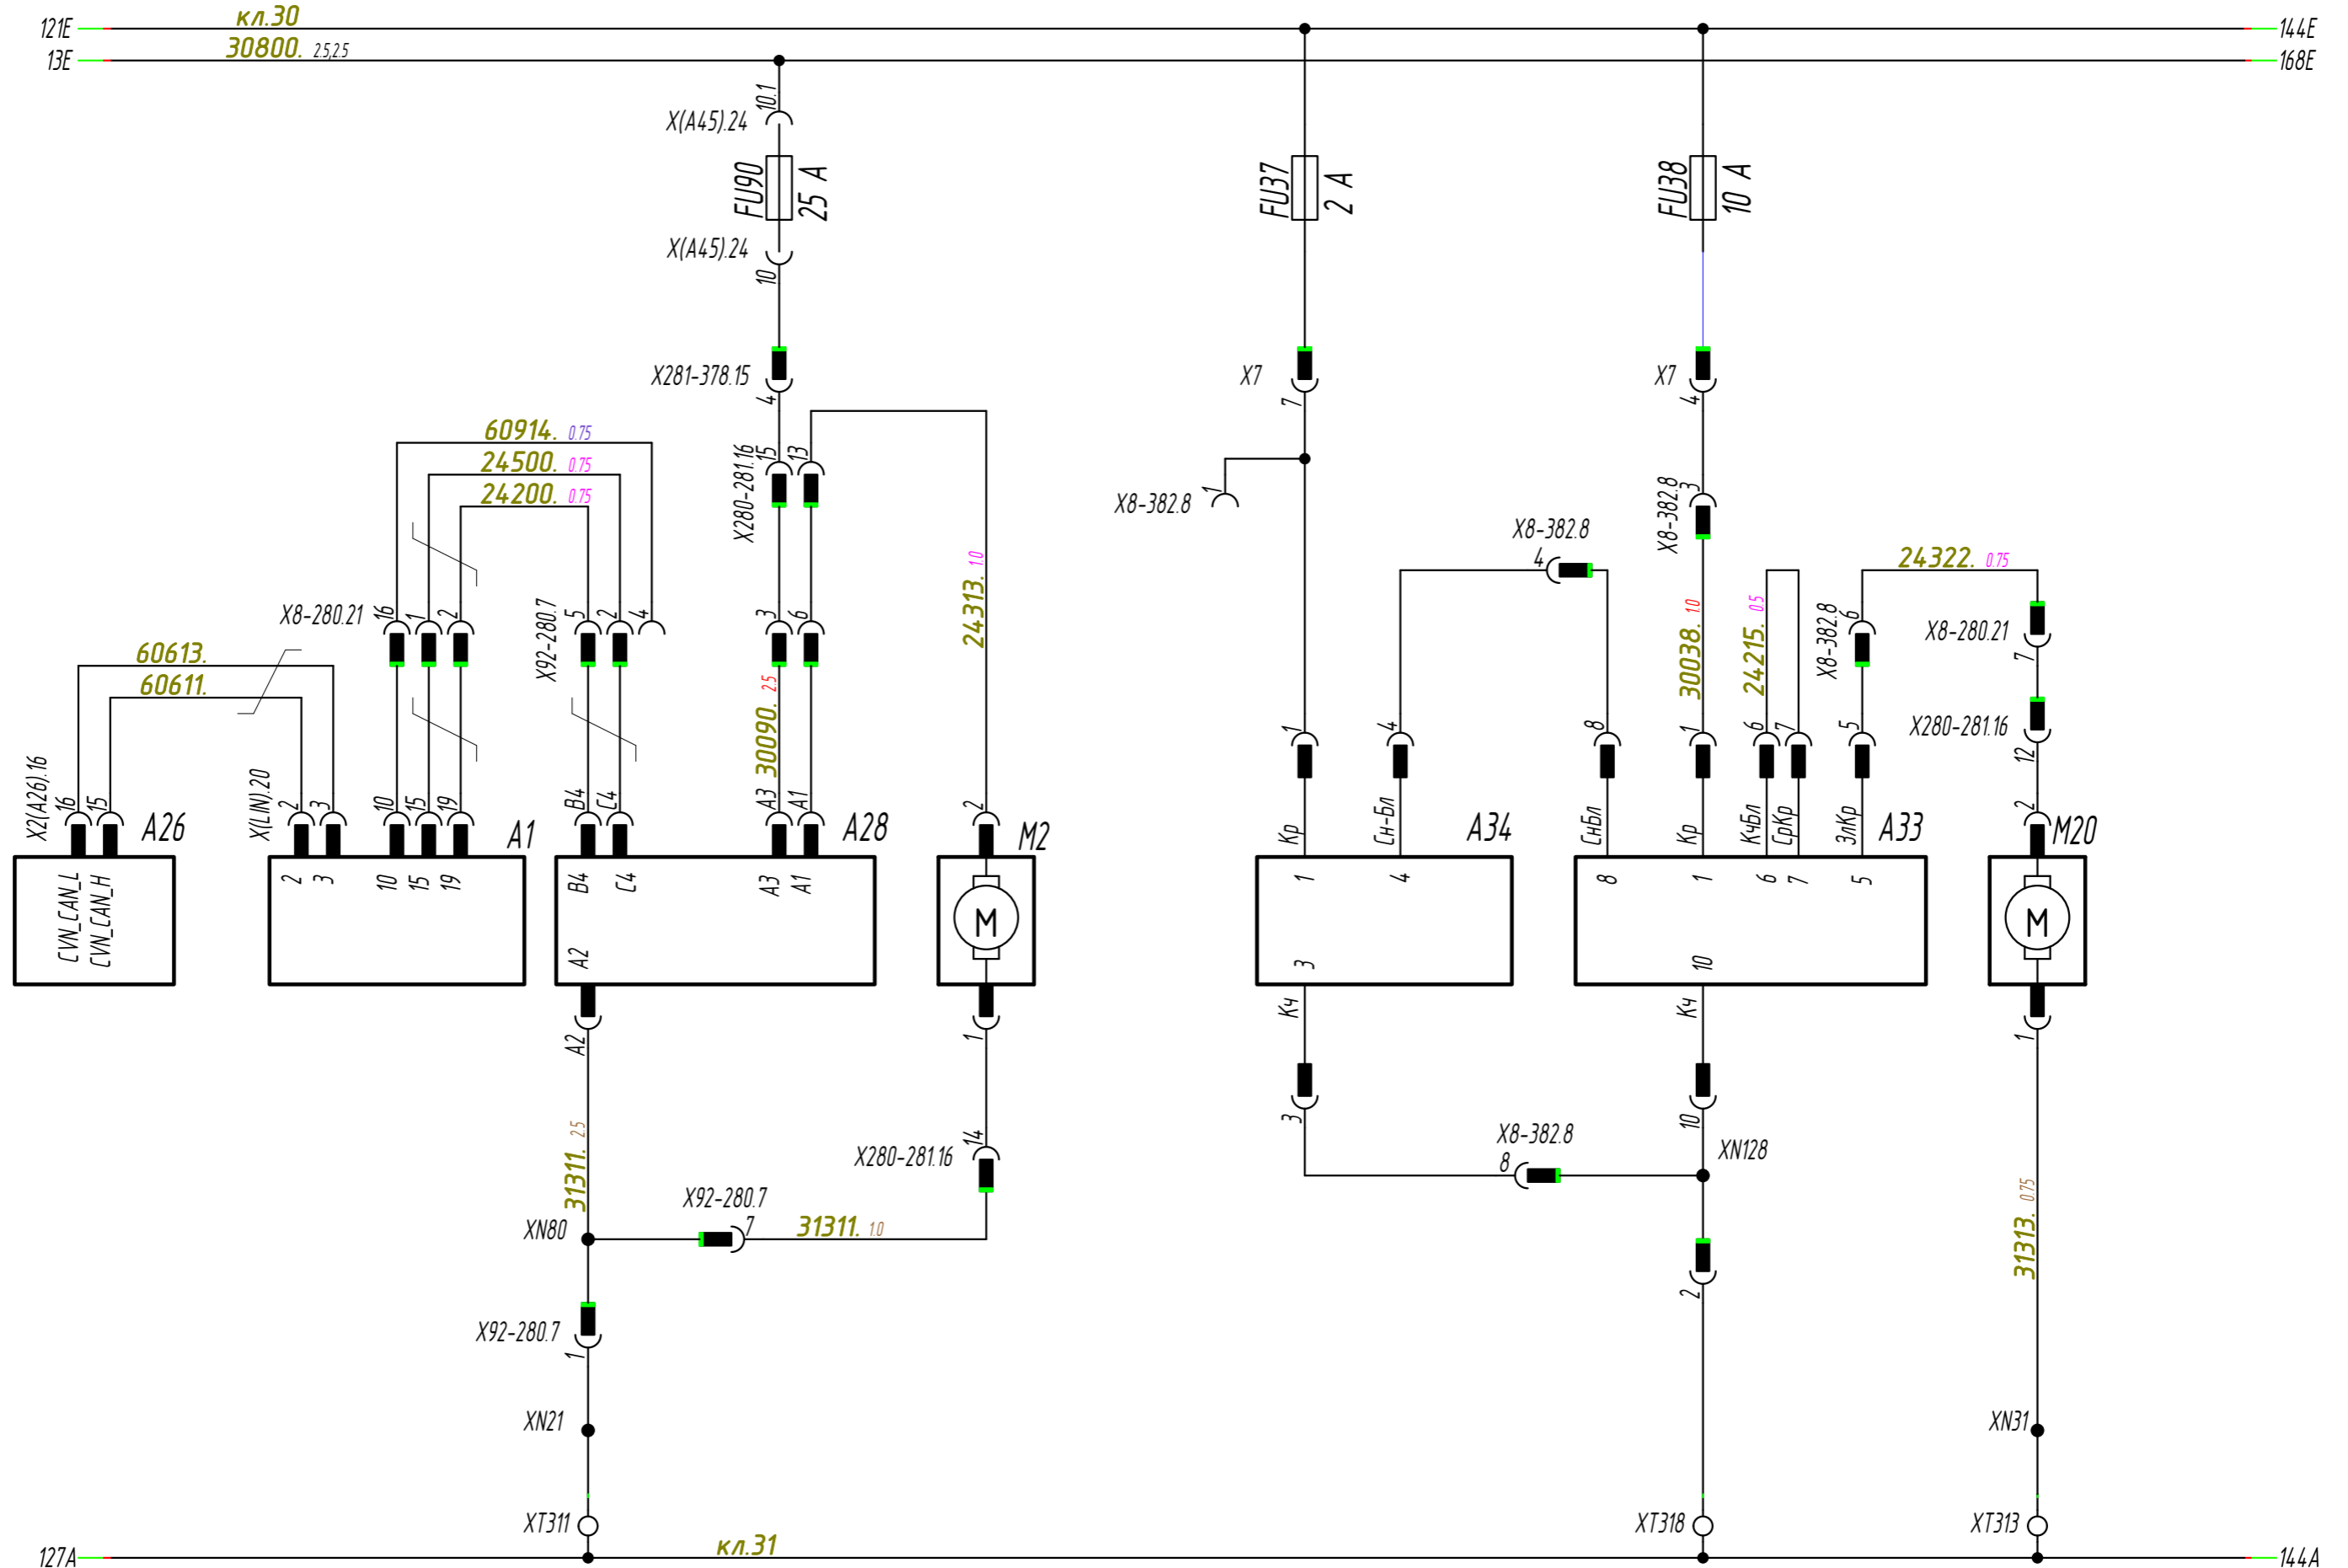 121E
кл.30
144E
13E
30800. 2.5,2.5
168E
10.1
X(A45).24
FU90
25 A
X(A45).24
10
FU37
2 A
FU38
10 A
X281-378.15
4
X7
7
X7
4
60914. 0.75
24500. 0.75
24200. 0.75
X280-281.16
15
13
X8-382.8
1
X8-382.8
3
X8-382.8
4
24313. 1.0
24322. 0.75
X8-280.21
16
1
2
X92-280.7
5
2
4
3
6
30038. 1.0
24215. 0.5
X8-382.8
6
X8-280.21
7
60613.
60611.
30090. 2.5
X280-281.16
12
X2(A26).16
16
15
A26
X(LIN).20
2
3
10
15
19
A1
B4
C4
A3
A1
A28
2
M2
1
Кр
4
Сн-Бл
A34
8
СнБл
1
Кр
6
КчБл
7
СрКр
5
ЭлКр
A33
2
M20
CVN_CAN_L
CVN_CAN_H
2
3
10
15
19
B4
C4
A3
A1
A2
M
1
4
3
8
1
6
7
5
10
M
A2
1
Кч
3
Кч
10
1
31311. 2.5
X280-281.16
14
X8-382.8
8
XN128
XN80
X92-280.7
7
31311. 1.0
2
31313. 0.75
X92-280.7
1
XN21
XN31
XT311
XT318
XT313
127A
кл.31
144A